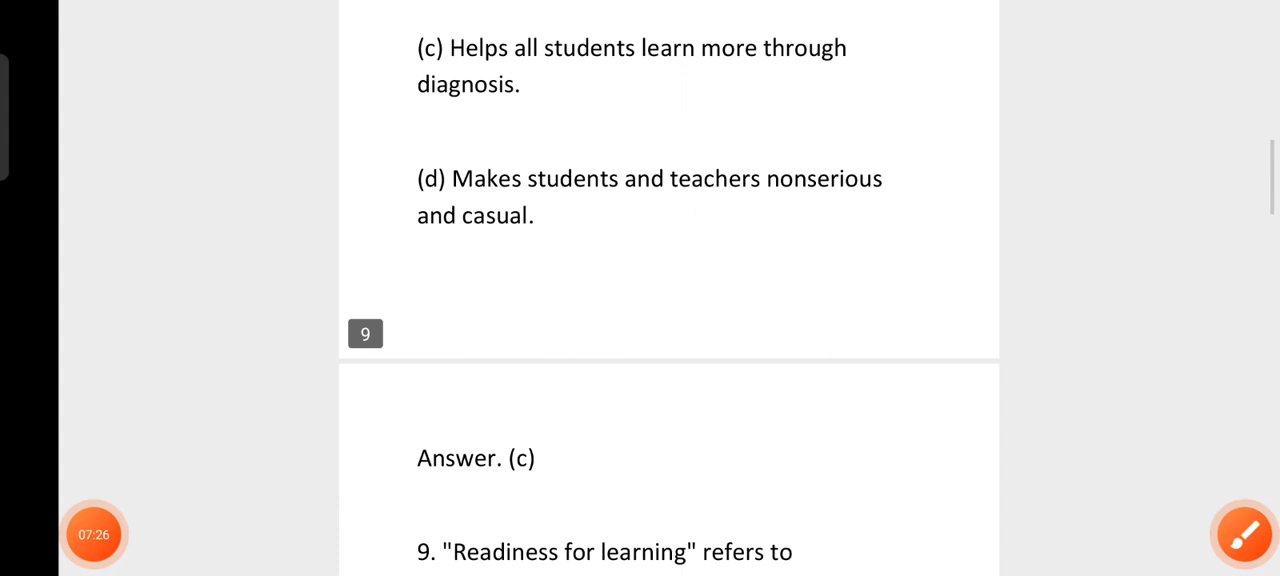 (c) Helps all students learn more through
diagnosis.
(d) Makes students and teachers nonserious
and casual.
9
Answer. (c)
07:26
9. "Readiness for learning" refers to